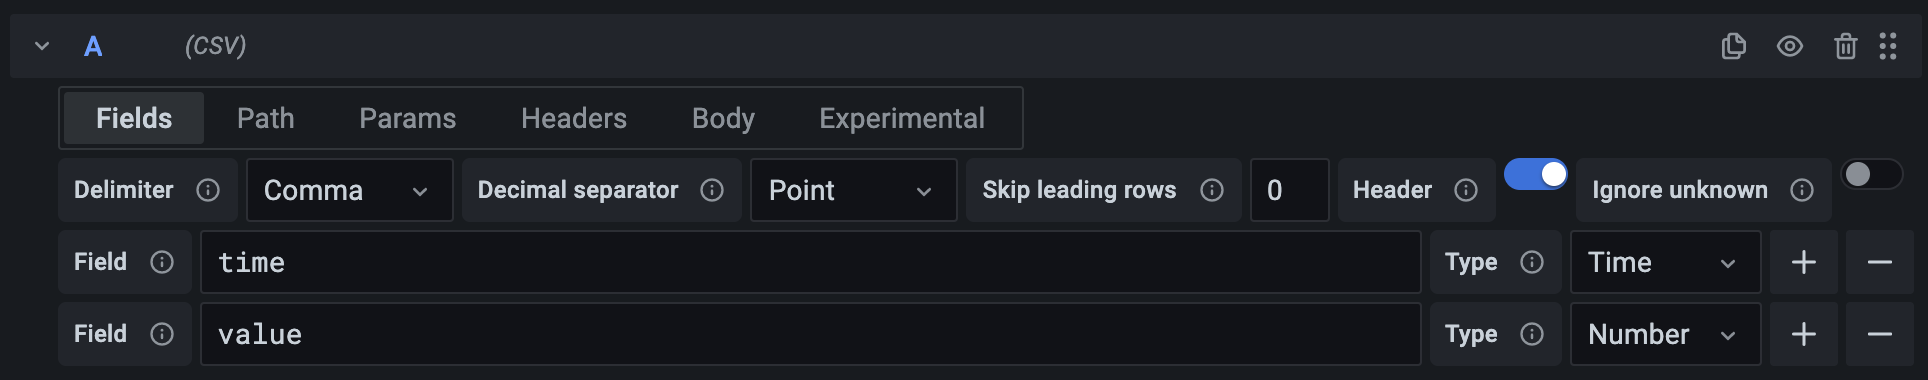 A (CSV)
Fields Path Params Headers Body Experimental
Delimiter Comma Decimal separator Point Skip leading rows 0 Header Ignore unknown
Field time Type Time
Field value Type Number